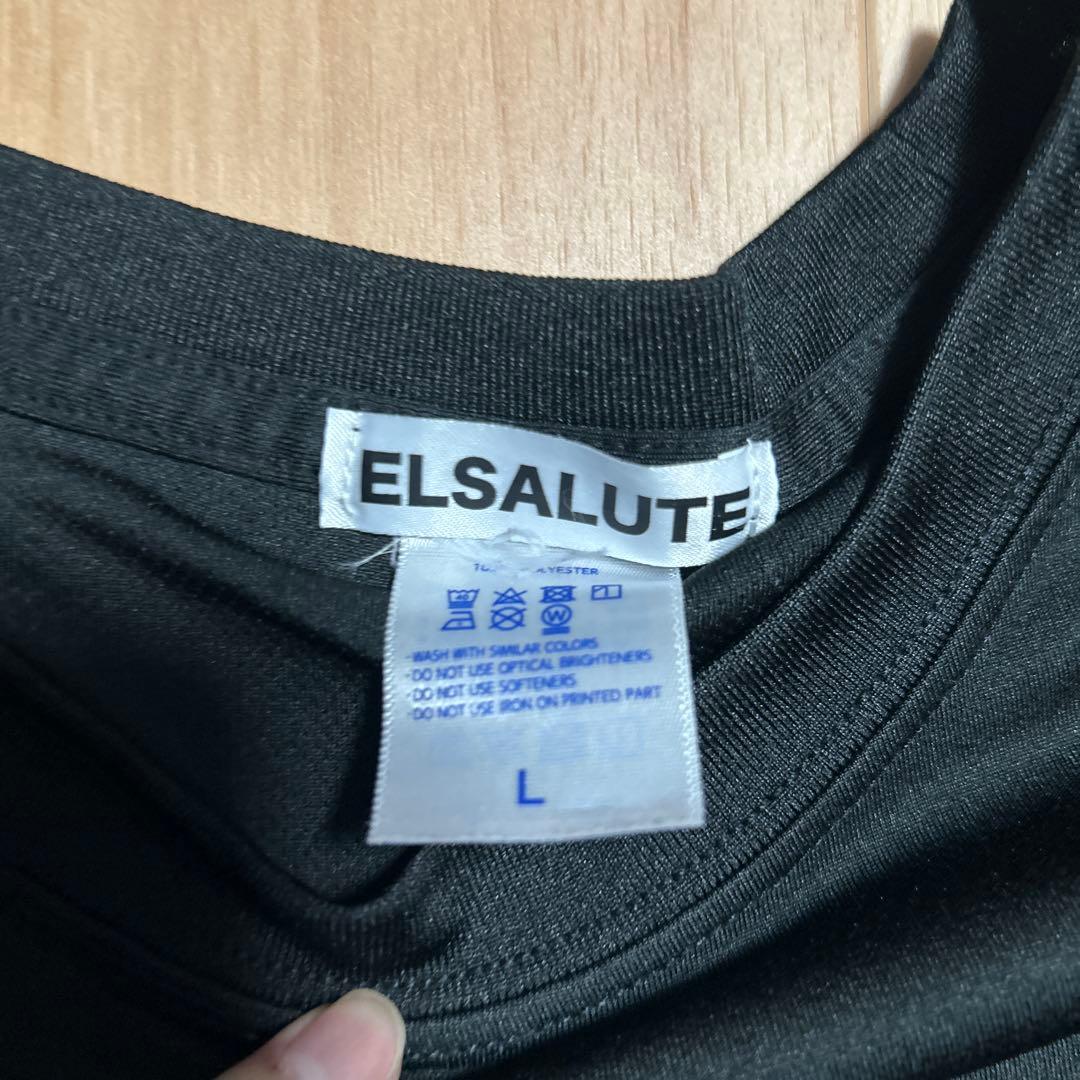 ELSALUTE
POLYESTER
·WASH WITH SIMILAR COLORS
·DO NOT USE OPTICAL BRIGHTENERS
·DO NOT USE SOFTENERS
·DO NOT USE IRON ON PRINTED PART
L